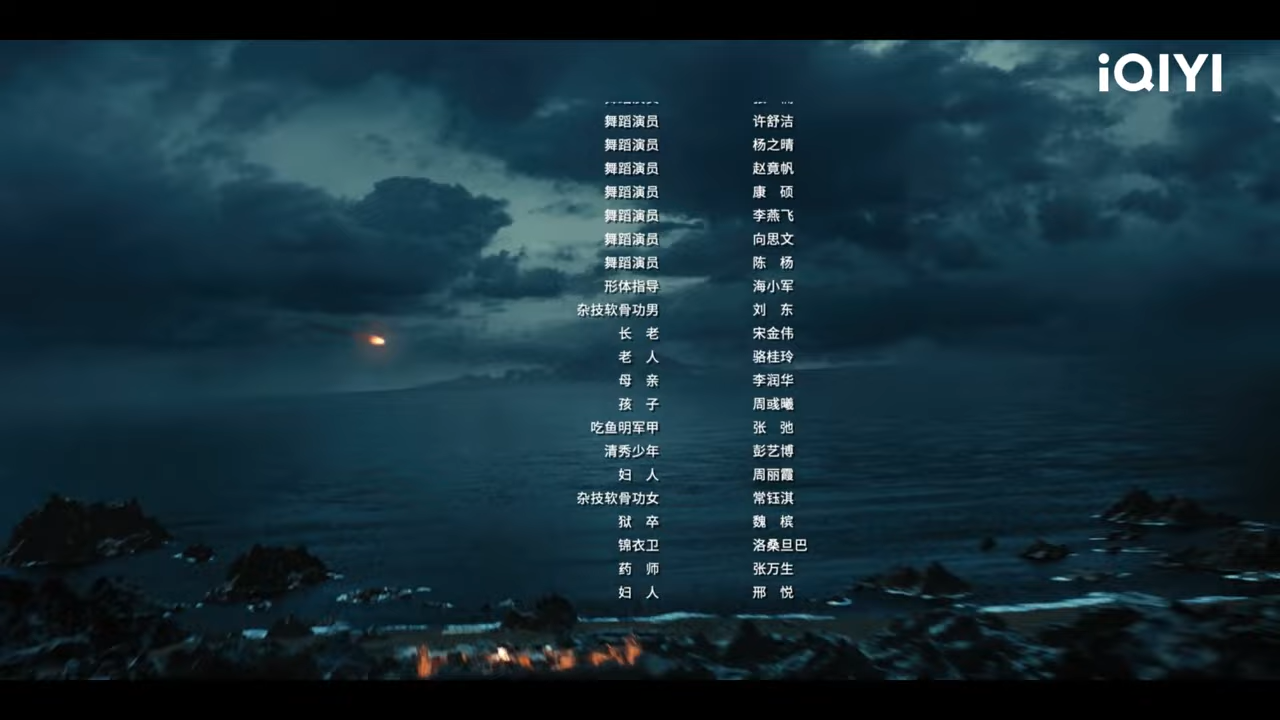 iQIYI
舞蹈演员 许舒洁
舞蹈演员 杨之晴
舞蹈演员 赵竟帆
舞蹈演员 康 硕
舞蹈演员 李燕飞
舞蹈演员 向思文
舞蹈演员 陈 杨
形体指导 海小军
杂技软骨功男 刘 东
长 老 宋金伟
老 人 骆桂玲
母 亲 李润华
孩 子 周彧曦
吃鱼明军甲 张 弛
清秀少年 彭艺博
妇 人 周丽霞
杂技软骨功女 常钰淇
狱 卒 魏 槟
锦衣卫 洛桑旦巴
药 师 张万生
妇 人 邢 悦